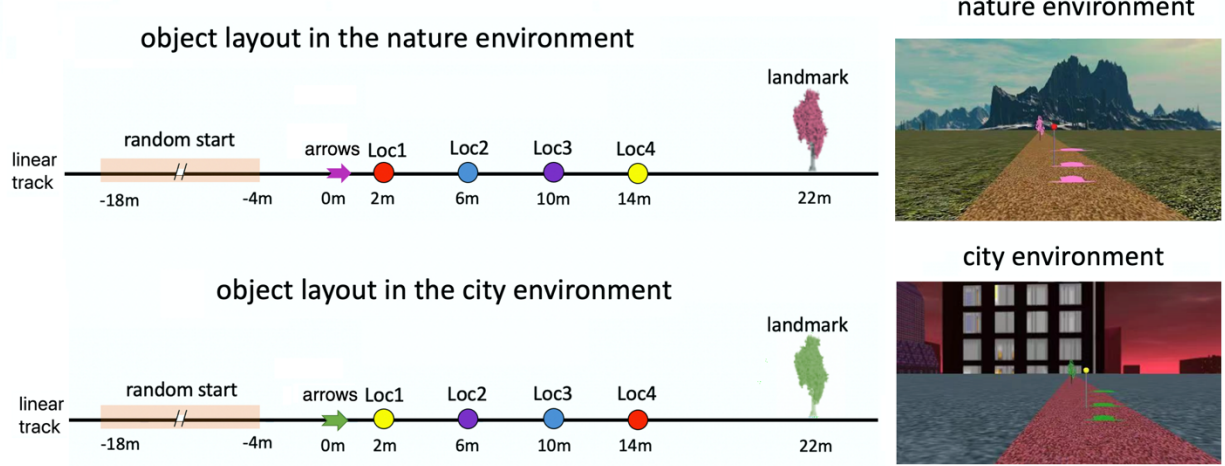 nature environment
object layout in the nature environment
landmark
random start
arrows Loc1 Loc2 Loc3 Loc4
linear
track
-18m -4m 0m 2m 6m 10m 14m 22m
city environment
object layout in the city environment
landmark
random start
arrows Loc1 Loc2 Loc3 Loc4
linear
track
-18m -4m 0m 2m 6m 10m 14m 22m